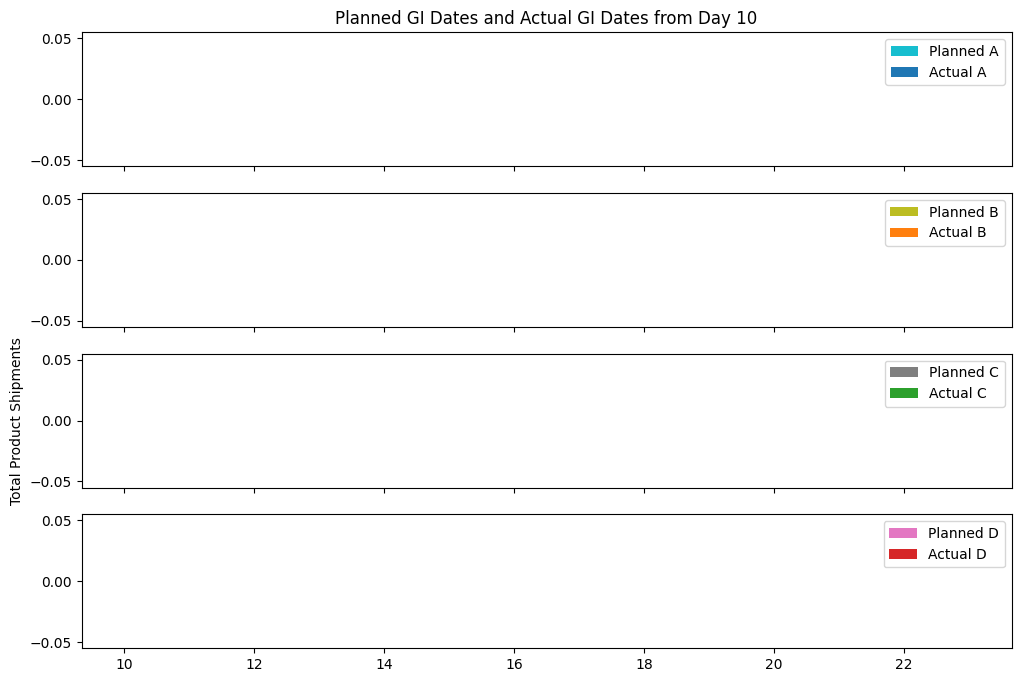 Planned GI Dates and Actual GI Dates from Day 10
0.05
0.00
−0.05
Planned A
Actual A
0.05
0.00
−0.05
Planned B
Actual B
Total Product Shipments
0.05
0.00
−0.05
Planned C
Actual C
0.05
0.00
−0.05
Planned D
Actual D
10 12 14 16 18 20 22